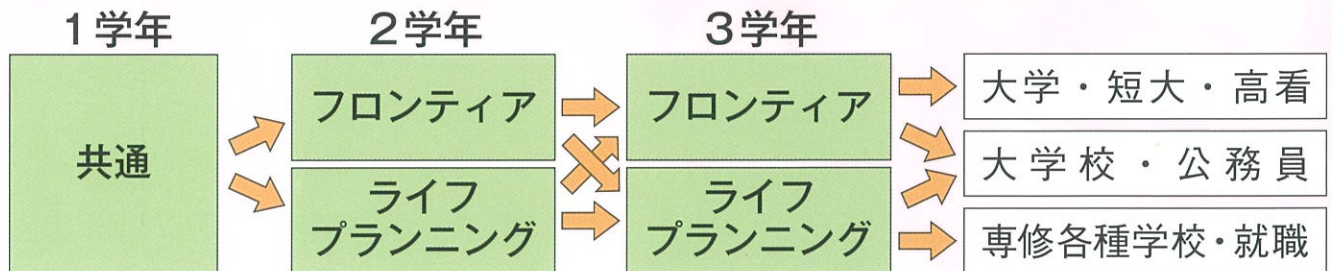 1学年
2学年
3学年
共通
フロンティア
ライフ
プランニング
フロンティア
ライフ
プランニング
大学・短大・高看
大学校・公務員
専修各種学校・就職